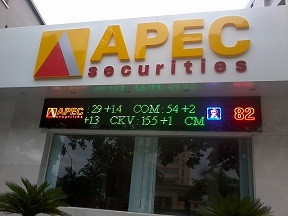 APEC
securities
APEC
securities
: 29 +14 COM : 54 +2
+13 CKV : 155 +1 CM
82